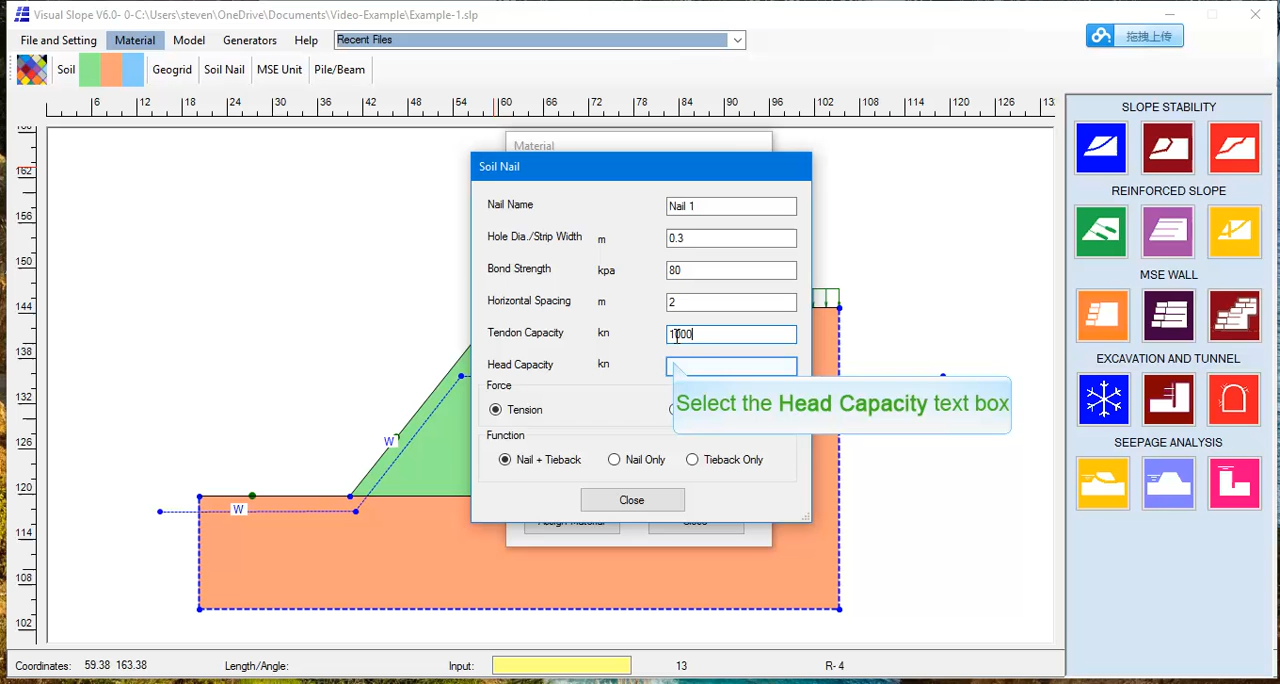 Visual Slope V6.0- 0-C:\Users\steven\OneDrive\Documents\Video-Example\Example-1.slp
File and Setting Material Model Generators Help Recent Files
拖拽上传
Soil Geogrid Soil Nail MSE Unit Pile/Beam
6 12 18 24 30 36 42 48 54 60 66 72 78 84 90 96 102 108 114 120 126
162
156
150
144
138
132
126
120
114
108
102
Material
Soil Nail
Nail Name Nail 1
Hole Dia./Strip Width m 0.3
Bond Strength kpa 80
Horizontal Spacing m 2
Tendon Capacity kn 1000
Head Capacity kn
Select the Head Capacity text box
Force
Tension
Function
Nail + Tieback Nail Only Tieback Only
Close
Assign Material Close
W
W
SLOPE STABILITY
REINFORCED SLOPE
MSE WALL
EXCAVATION AND TUNNEL
SEEPAGE ANALYSIS
Coordinates: 59.38 163.38 Length/Angle: Input: 13 R- 4